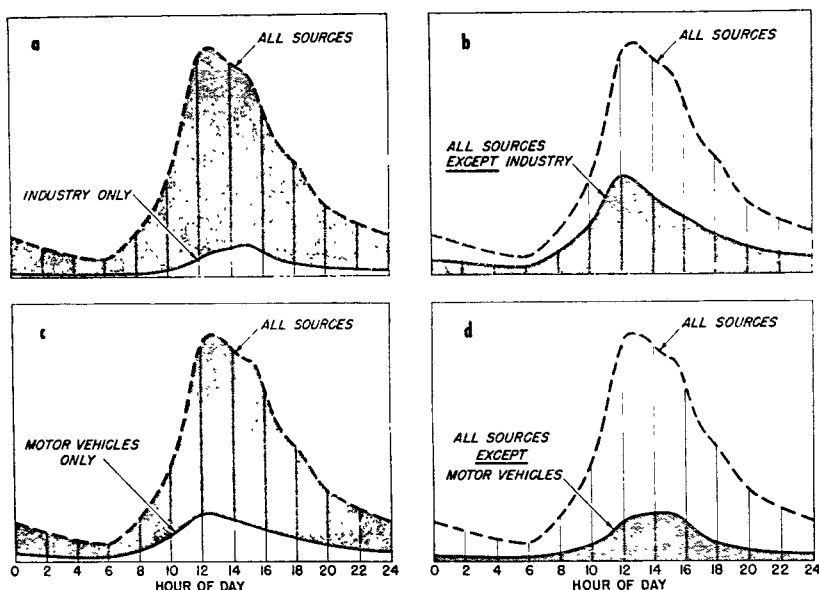 a
ALL SOURCES
INDUSTRY ONLY
b
ALL SOURCES
ALL SOURCES
EXCEPT INDUSTRY
c
ALL SOURCES
MOTOR VEHICLES
ONLY
0 2 4 6 8 10 12 14 16 18 20 22 24
HOUR OF DAY
d
ALL SOURCES
ALL SOURCES
EXCEPT
MOTOR VEHICLES
0 2 4 6 8 10 12 14 16 18 20 22 24
HOUR OF DAY